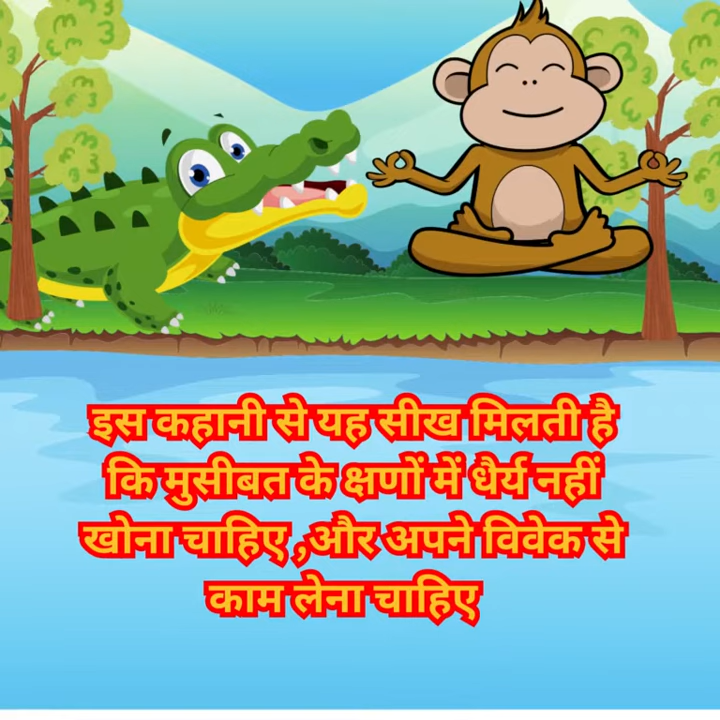 इस कहानी से यह सीख मिलती है
कि मुसीबत के क्षणों में धैर्य नहीं
खोना चाहिए ,और अपने विवेक से
काम लेना चाहिए